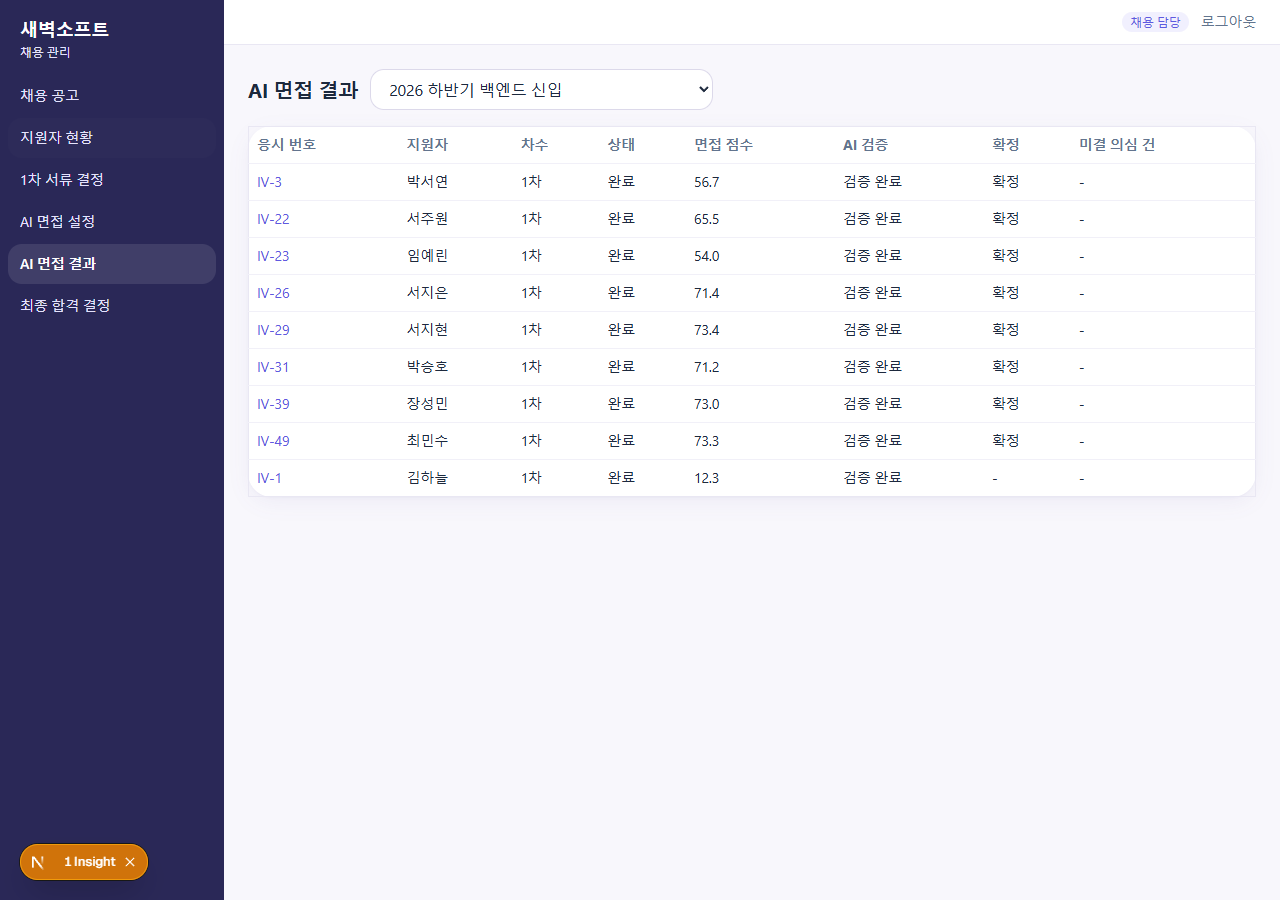 새벽소프트
채용 관리
채용 공고
지원자 현황
1차 서류 결정
AI 면접 설정
AI 면접 결과
최종 합격 결정
1 Insight
채용 담당 로그아웃
AI 면접 결과 2026 하반기 백엔드 신입
응시 번호 지원자 차수 상태 면접 점수 AI 검증 확정 미결 의심 건
IV-3 박서연 1차 완료 56.7 검증 완료 확정 -
IV-22 서주원 1차 완료 65.5 검증 완료 확정 -
IV-23 임예린 1차 완료 54.0 검증 완료 확정 -
IV-26 서지은 1차 완료 71.4 검증 완료 확정 -
IV-29 서지현 1차 완료 73.4 검증 완료 확정 -
IV-31 박승호 1차 완료 71.2 검증 완료 확정 -
IV-39 장성민 1차 완료 73.0 검증 완료 확정 -
IV-49 최민수 1차 완료 73.3 검증 완료 확정 -
IV-1 김하늘 1차 완료 12.3 검증 완료 - -